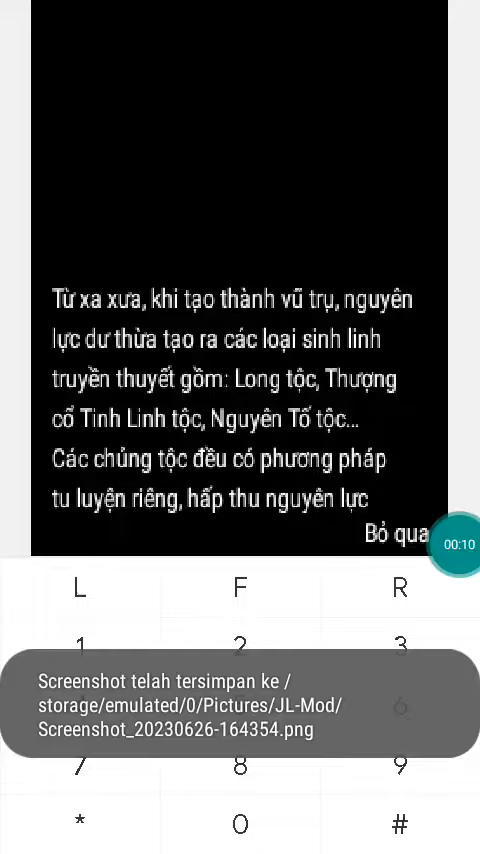 Từ xa xưa, khi tạo thành vũ trụ, nguyên
lực dư thừa tạo ra các loại sinh linh
truyền thuyết gồm: Long tộc, Thượng
cổ Tinh Linh tộc, Nguyên Tố tộc...
Các chủng tộc đều có phương pháp
tu luyện riêng, hấp thu nguyên lực
Bỏ qua
00:10
L F R
1 2 3
Screenshot telah tersimpan ke /
storage/emulated/0/Pictures/JL-Mod/
Screenshot_20230626-164354.png
6
7 8 9
* 0 #